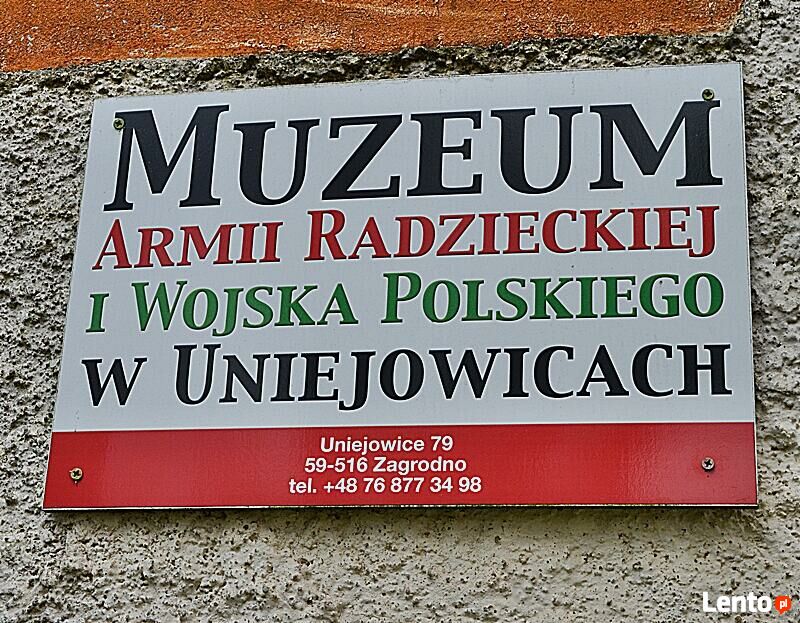 MUZEUM
ARMII RADZIECKIEJ
I WOJSKA POLSKIEGO
W UNIEJOWICACH
Uniejowice 79
59-516 Zagrodno
tel. +48 76 877 34 98
Lento pl